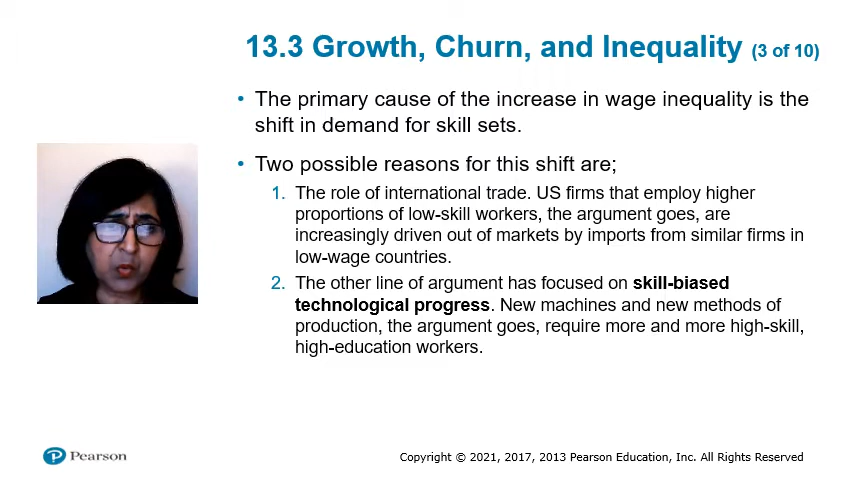 13.3 Growth, Churn, and Inequality (3 of 10)
• The primary cause of the increase in wage inequality is the
shift in demand for skill sets.
• Two possible reasons for this shift are;
1. The role of international trade. US firms that employ higher
proportions of low-skill workers, the argument goes, are
increasingly driven out of markets by imports from similar firms in
low-wage countries.
2. The other line of argument has focused on skill-biased
technological progress. New machines and new methods of
production, the argument goes, require more and more high-skill,
high-education workers.
Pearson
Copyright © 2021, 2017, 2013 Pearson Education, Inc. All Rights Reserved